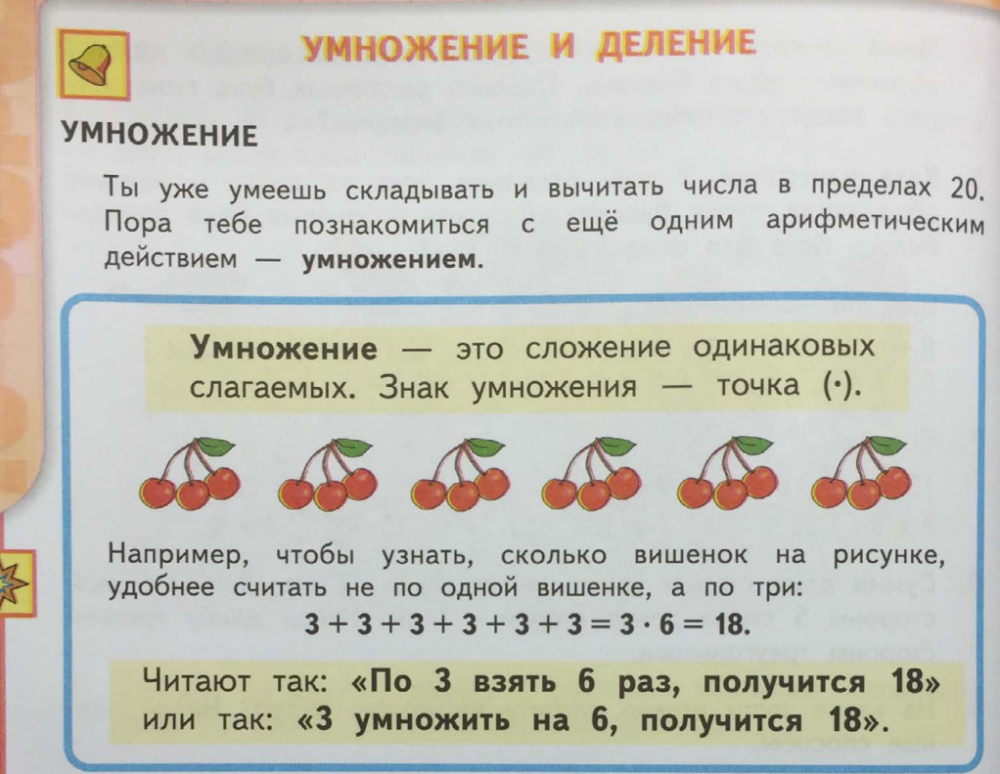 УМНОЖЕНИЕ И ДЕЛЕНИЕ
УМНОЖЕНИЕ
Ты уже умеешь складывать и вычитать числа в пределах 20.
Пора тебе познакомиться с ещё одним арифметическим
действием — умножением.
Умножение — это сложение одинаковых
слагаемых. Знак умножения — точка (·).
Например, чтобы узнать, сколько вишенок на рисунке,
удобнее считать не по одной вишенке, а по три:
3 + 3 + 3 + 3 + 3 + 3 = 3 · 6 = 18.
Читают так: «По 3 взять 6 раз, получится 18»
или так: «3 умножить на 6, получится 18».